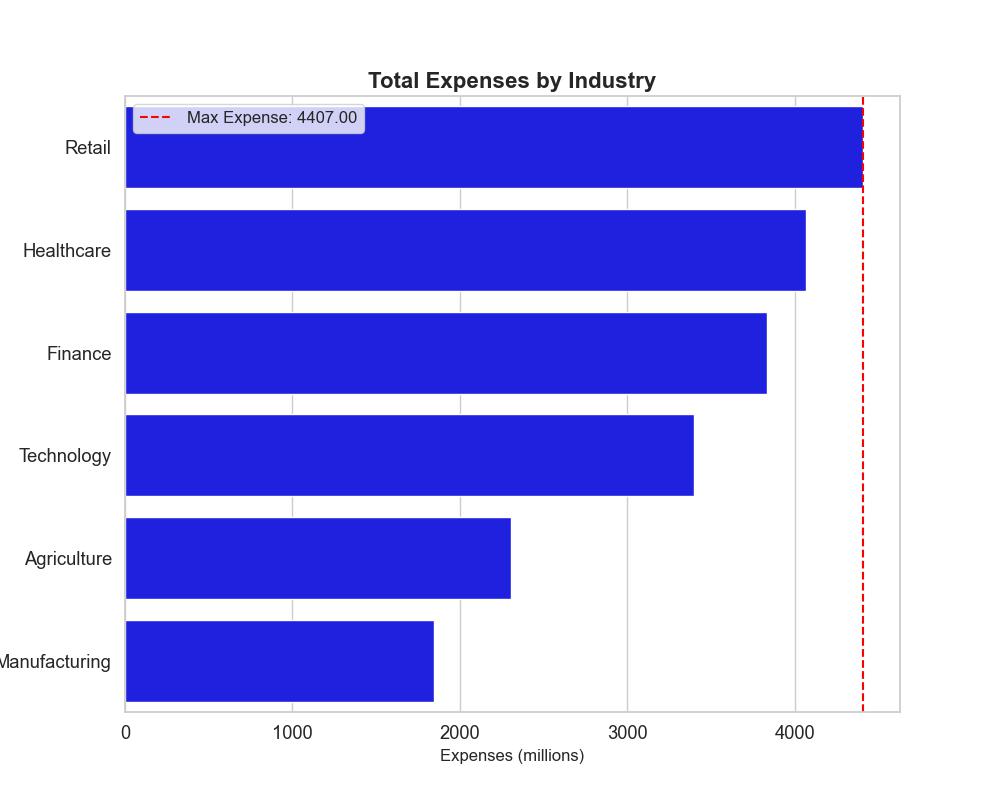 Total Expenses by Industry
Max Expense: 4407.00
Retail
Healthcare
Finance
Technology
Agriculture
Manufacturing
0 1000 2000 3000 4000
Expenses (millions)